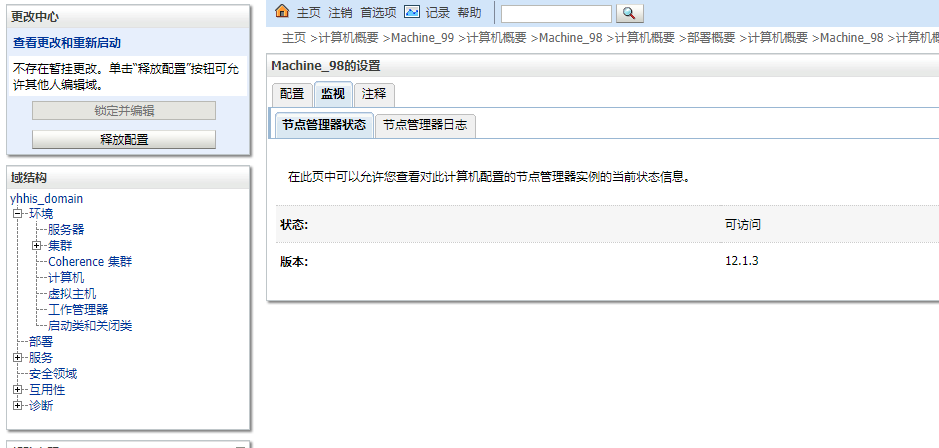 更改中心
查看更改和重新启动
不存在暂挂更改。单击“释放配置”按钮可允
许其他人编辑域。
锁定并编辑
释放配置
域结构
yhhis_domain
环境
服务器
集群
Coherence 集群
计算机
虚拟主机
工作管理器
启动类和关闭类
部署
服务
安全领域
互用性
诊断
主页 注销 首选项 记录 帮助
主页 >计算机概要 >Machine_99 >计算机概要 >Machine_98 >计算机概要 >部署概要 >计算机概要 >Machine_98 >计算机概
Machine_98的设置
配置 监视 注释
节点管理器状态 节点管理器日志
在此页中可以允许您查看对此计算机配置的节点管理器实例的当前状态信息。
状态: 可访问
版本: 12.1.3